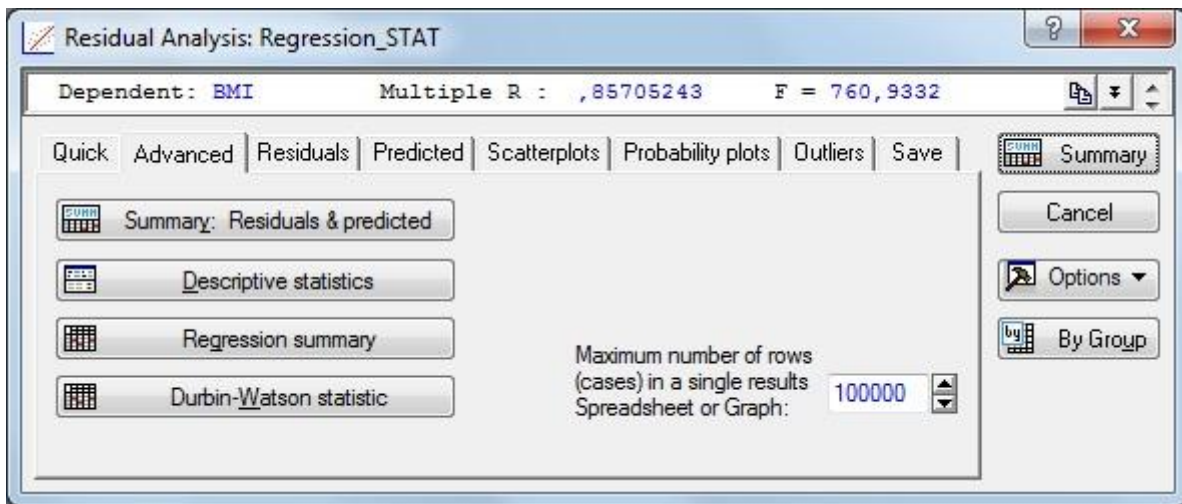 Residual Analysis: Regression_STAT
Dependent: BMI Multiple R : ,85705243 F = 760,9332
Quick Advanced Residuals Predicted Scatterplots Probability plots Outliers Save
Summary
Cancel
Options
By Group
Summary: Residuals & predicted
Descriptive statistics
Regression summary
Durbin-Watson statistic
Maximum number of rows
(cases) in a single results
Spreadsheet or Graph:
100000